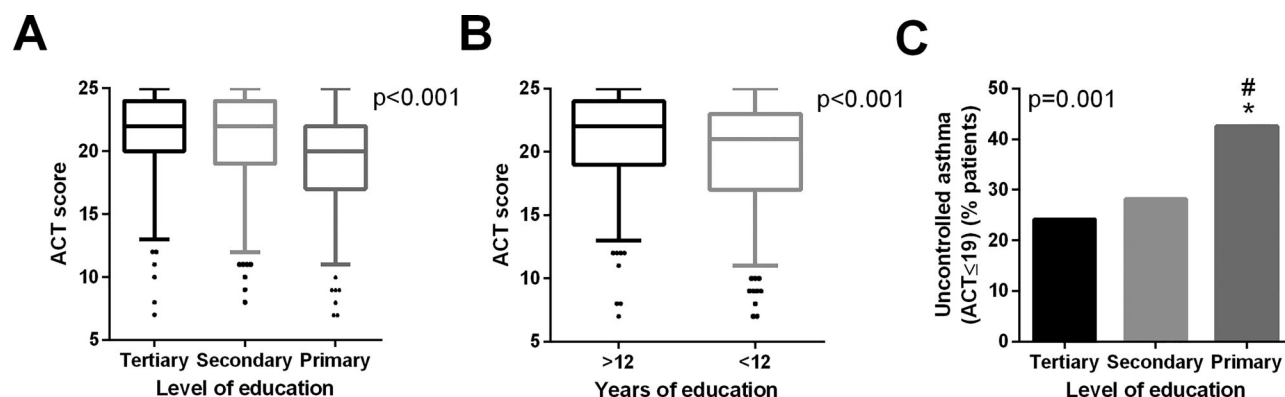 A
ACT score
25
20
15
10
5
p<0.001
Tertiary Secondary Primary
Level of education
B
ACT score
25
20
15
10
5
p<0.001
>12 <12
Years of education
C
Uncontrolled asthma
(ACT≤19) (% patients)
50
40
30
20
10
0
p=0.001
#
*
Tertiary Secondary Primary
Level of education